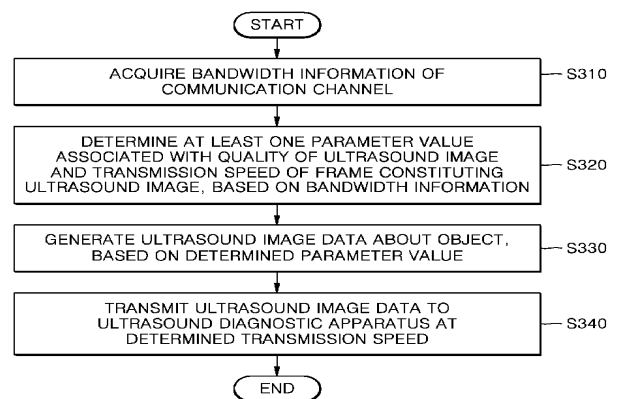 START
ACQUIRE BANDWIDTH INFORMATION OF
COMMUNICATION CHANNEL
S310
DETERMINE AT LEAST ONE PARAMETER VALUE
ASSOCIATED WITH QUALITY OF ULTRASOUND IMAGE
AND TRANSMISSION SPEED OF FRAME CONSTITUTING
ULTRASOUND IMAGE, BASED ON BANDWIDTH INFORMATION
S320
GENERATE ULTRASOUND IMAGE DATA ABOUT OBJECT,
BASED ON DETERMINED PARAMETER VALUE
S330
TRANSMIT ULTRASOUND IMAGE DATA TO
ULTRASOUND DIAGNOSTIC APPARATUS AT
DETERMINED TRANSMISSION SPEED
S340
END